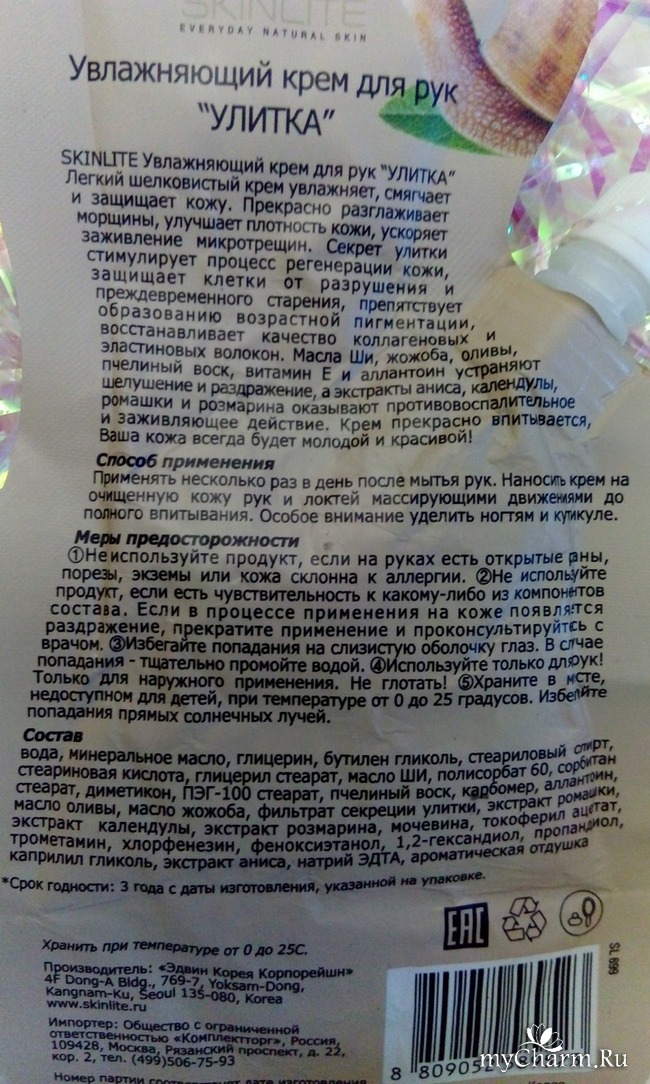 SKINLITE
EVERYDAY NATURAL SKIN
Увлажняющий крем для рук
"УЛИТКА"
SKINLITE Увлажняющий крем для рук "УЛИТКА"
Легкий шелковистый крем увлажняет, смягчает
и защищает кожу. Прекрасно разглаживает
морщины, улучшает плотность кожи, ускоряет
заживление микротрещин. Секрет улитки
стимулирует процесс регенерации кожи,
защищает клетки от разрушения и
преждевременного старения, препятствует
образованию возрастной пигментации,
восстанавливает качество коллагеновых и
эластиновых волокон. Масла Ши, жожоба, оливы,
пчелиный воск, витамин Е и аллантоин устраняют
шелушение и раздражение, а экстракты аниса, календулы,
ромашки и розмарина оказывают противовоспалительное
и заживляющее действие. Крем прекрасно впитывается,
Ваша кожа всегда будет молодой и красивой!
Способ применения
Применять несколько раз в день после мытья рук. Наносить крем на
очищенную кожу рук и локтей массирующими движениями до
полного впитывания. Особое внимание уделить ногтям и кутикуле.
Меры предосторожности
①Не используйте продукт, если на руках есть открытые раны,
порезы, экземы или кожа склонна к аллергии. ②Не используйте
продукт, если есть чувствительность к какому-либо из компонентов
состава. Если в процессе применения на коже появляется
раздражение, прекратите применение и проконсультируйтесь с
врачом. ③Избегайте попадания на слизистую оболочку глаз. В случае
попадания - тщательно промойте водой. ④Используйте только для рук!
Только для наружного применения. Не глотать! ⑤Храните в месте,
недоступном для детей, при температуре от 0 до 25 градусов. Избегайте
попадания прямых солнечных лучей.
Состав
вода, минеральное масло, глицерин, бутилен гликоль, стеариловый спирт,
стеариновая кислота, глицерил стеарат, масло ШИ, полисорбат 60, сорбитан
стеарат, диметикон, ПЭГ-100 стеарат, пчелиный воск, карбомер, аллантоин,
масло оливы, масло жожоба, фильтрат секреции улитки, экстракт ромашки,
экстракт календулы, экстракт розмарина, мочевина, токоферил ацетат,
трометамин, хлорфенезин, феноксиэтанол, 1,2-гександиол, пропандиол,
каприлил гликоль, экстракт аниса, натрий ЭДТА, ароматическая отдушка
*Срок годности: 3 года с даты изготовления, указанной на упаковке.
EAC
SL 899
Хранить при температуре от 0 до 25С.
Производитель: «Эдвин Корея Корпорейшн»
4F Dong-A Bldg., 769-7, Yoksam-Dong,
Kangnam-Ku, Seoul 135-080, Korea
www.skinlite.ru
Импортер: Общество с ограниченной
ответственностью «Комплектторг», Россия,
109428, Москва, Рязанский проспект, д. 22,
кор. 2, тел. (499)506-75-93
Номер партии соответствует дате изготовления
8 80905
myCharm.Ru